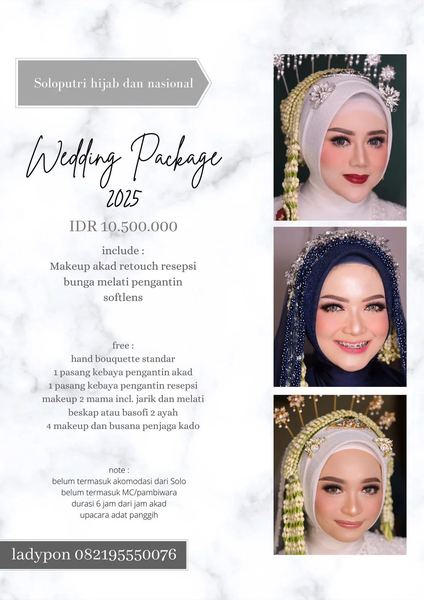 Soloputri hijab dan nasional
Wedding Package
2025
IDR 10.500.000
include :
Makeup akad retouch resepsi
bunga melati pengantin
softlens
free :
hand bouquette standar
1 pasang kebaya pengantin akad
1 pasang kebaya pengantin resepsi
makeup 2 mama incl. jarik dan melati
beskap atau basofi 2 ayah
4 makeup dan busana penjaga kado
note :
belum termasuk akomodasi dari Solo
belum termasuk MC/pambiwara
durasi 6 jam dari jam akad
upacara adat panggih
ladypon 082195550076